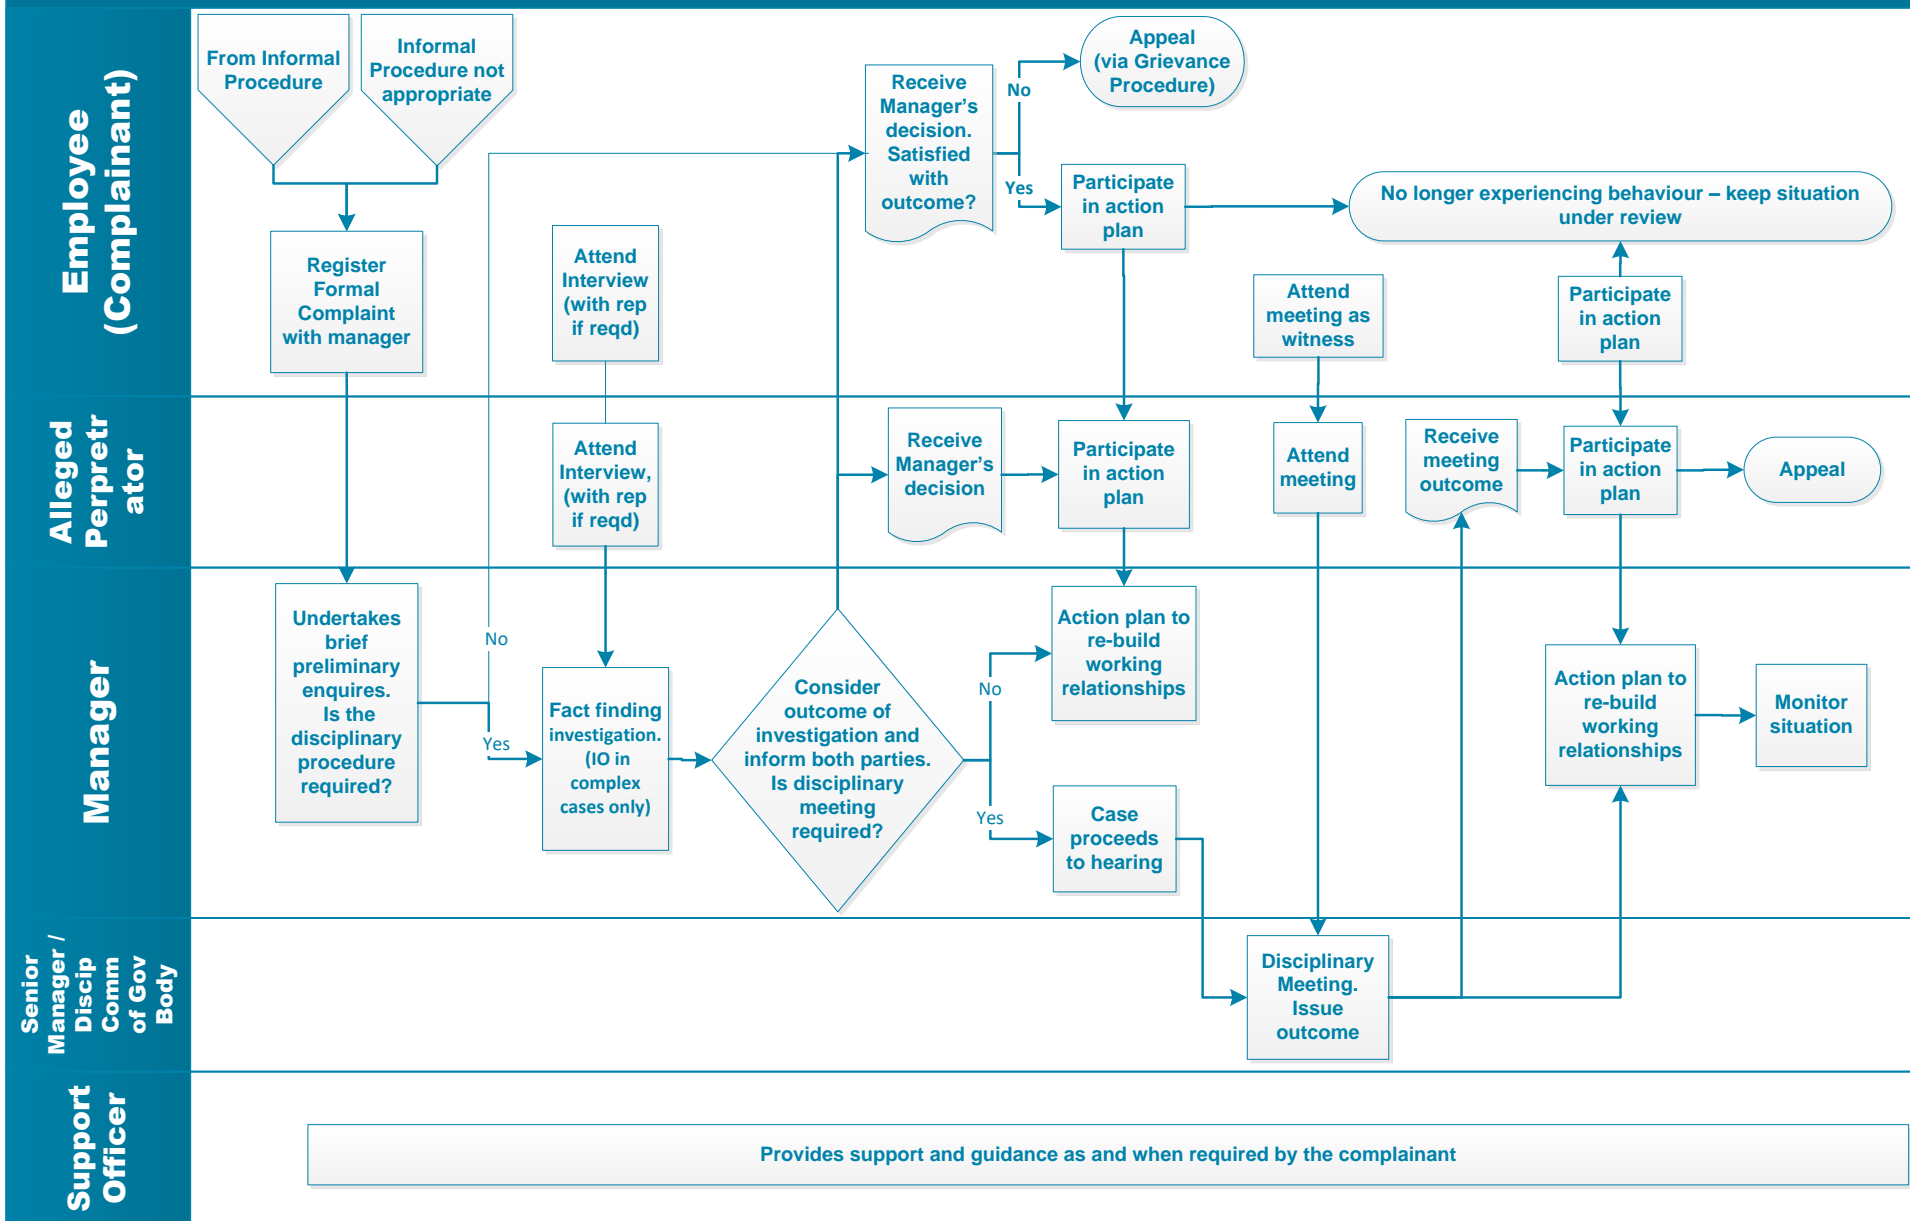 Employee
(Complainant)
From Informal
Procedure
Informal
Procedure not
appropriate
Register
Formal
Complaint
with manager
Attend
Interview
(with rep
if reqd)
Receive
Manager's
decision.
Satisfied
with
outcome?
No
Yes
Appeal
(via Grievance
Procedure)
Participate
in action
plan
No longer experiencing behaviour – keep situation
under review
Attend
meeting as
witness
Participate
in action
plan
Alleged
Perpretr
ator
Attend
Interview,
(with rep
if reqd)
Receive
Manager's
decision
Participate
in action
plan
Attend
meeting
Receive
meeting
outcome
Participate
in action
plan
Appeal
Manager
Undertakes
brief
preliminary
enquires.
Is the
disciplinary
procedure
required?
No
Yes
Fact finding
investigation.
(IO in
complex
cases only)
Consider
outcome of
investigation and
inform both parties.
Is disciplinary
meeting
required?
No
Yes
Action plan to
re-build
working
relationships
Case
proceeds
to hearing
Action plan to
re-build
working
relationships
Monitor
situation
Senior
Manager /
Discip
Comm
of Gov
Body
Disciplinary
Meeting.
Issue
outcome
Support
Officer
Provides support and guidance as and when required by the complainant